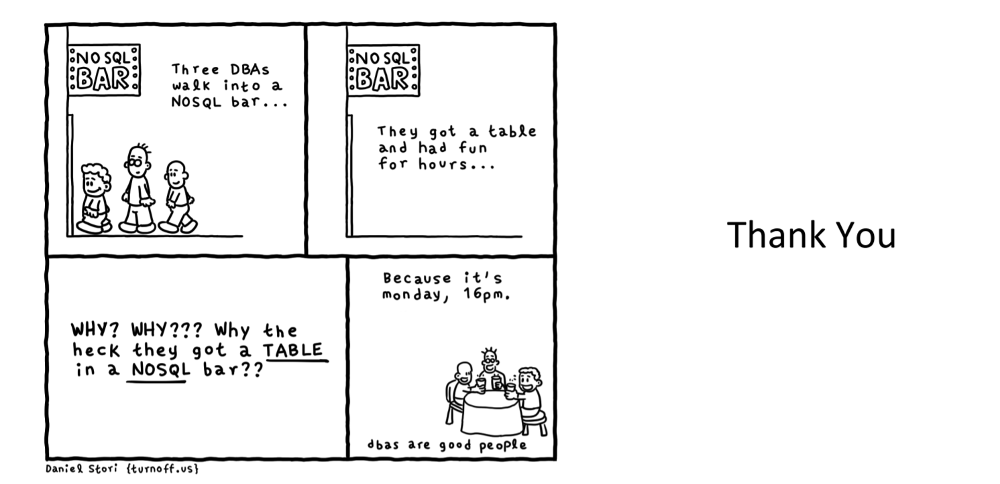 NO SQL
BAR
Three DBAs
walk into a
NOSQL bar...
NO SQL
BAR
They got a table
and had fun
for hours...
WHY? WHY??? Why the
heck they got a TABLE
in a NOSQL bar??
Because it's
monday, 16pm.
dbas are good people
Daniel Stori {turnoff.us}
Thank You